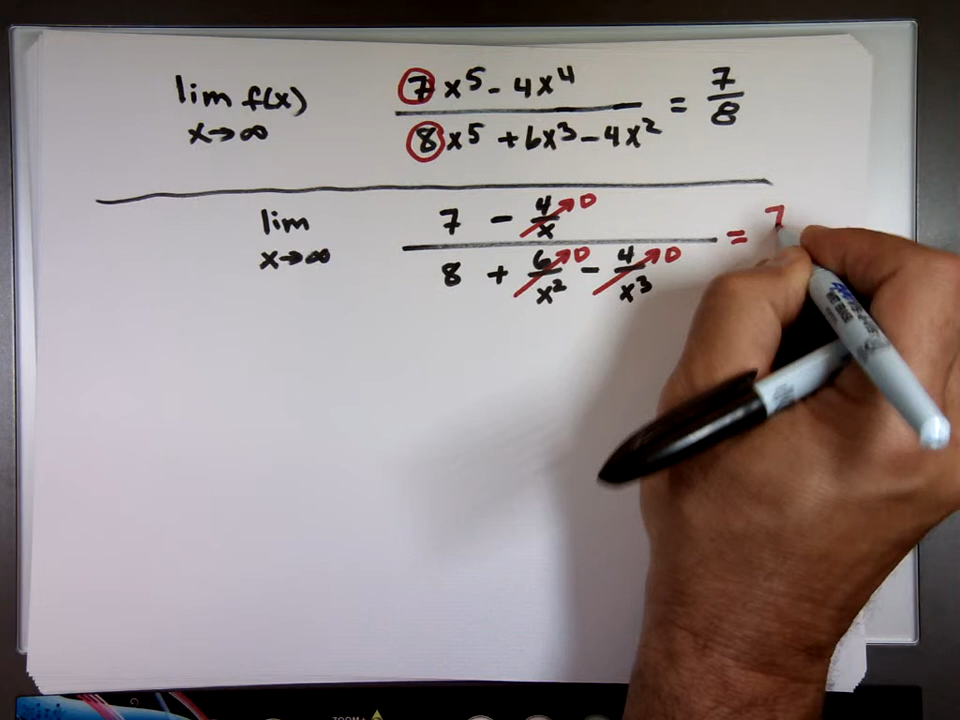 lim f(x) 7x⁵ - 4x⁴ / 8x⁵ + 6x³ - 4x² = 7/8
x→∞
lim 7 - 4/x →0 / 8 + 6/x² →0 - 4/x³ →0 = 7
x→∞
ZOOM+